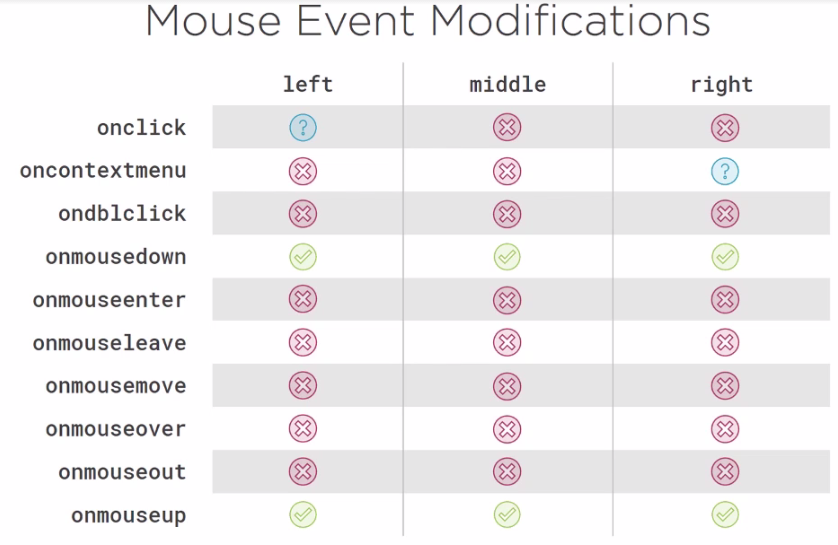 Mouse Event Modifications
left middle right
onclick ?
oncontextmenu ?
ondblclick
onmousedown
onmouseenter
onmouseleave
onmousemove
onmouseover
onmouseout
onmouseup